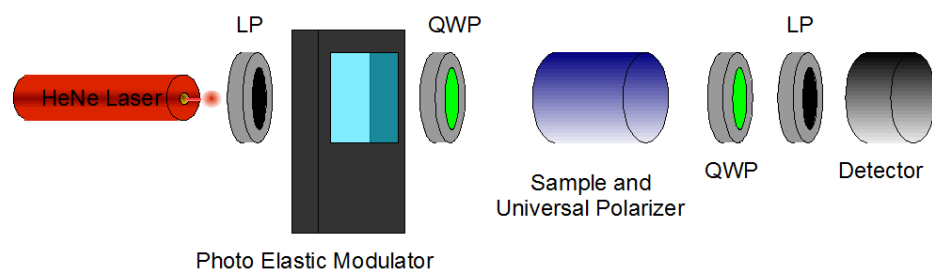 LP
QWP
LP
HeNe Laser
Sample and
Universal Polarizer
QWP
Detector
Photo Elastic Modulator